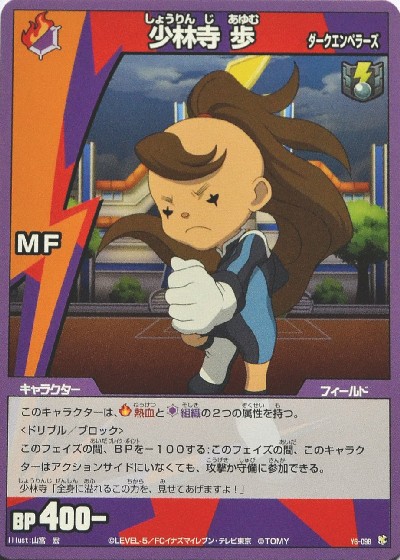 しょうりん じ あゆむ
少林寺 歩
ダークエンペラーズ
MF
キャラクター
フィールド
このキャラクターは、熱血と組織の2つの属性を持つ。
<ドリブル/ブロック>
このフェイズの間、BPを-100する:このフェイズの間、このキャラクターはアクションサイドにいなくても、攻撃か守備に参加できる。
少林寺「全身に溢れるこの力を、見せてあげますよ!」
BP 400-
©LEVEL-5/FCイナズマイレブン・テレビ東京 ©TOMY